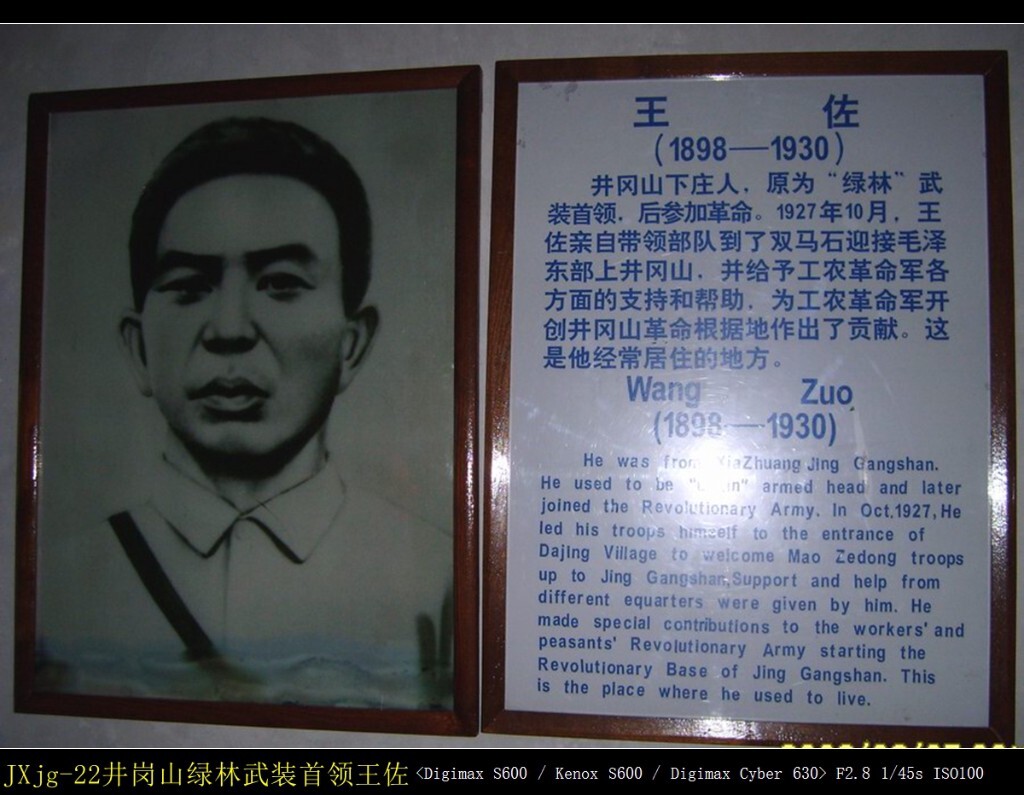 王 佐
(1898—1930)
井冈山下庄人，原为“绿林”武
装首领，后参加革命。1927年10月，王
佐亲自带领部队到了双马石迎接毛泽
东部上井冈山，并给予工农革命军各
方面的支持和帮助，为工农革命军开
创井冈山革命根据地作出了贡献。这
是他经常居住的地方。
Wang Zuo
(1898—1930)
He was from XiaZhuang Jing Gangshan.
He used to be armed head and later
joined the Revolutionary Army. In Oct.1927,He
led his troops himself to the entrance of
Dajing Village to welcome Mao Zedong troops
up to Jing Gangshan,Support and help from
different equarters were given by him. He
made special contributions to the workers' and
peasants' Revolutionary Army starting the
Revolutionary Base of Jing Gangshan. This
is the place where he used to live.
JXjg-22井岗山绿林武装首领王佐 <Digimax S600 / Kenox S600 / Digimax Cyber 630> F2.8 1/45s ISO100